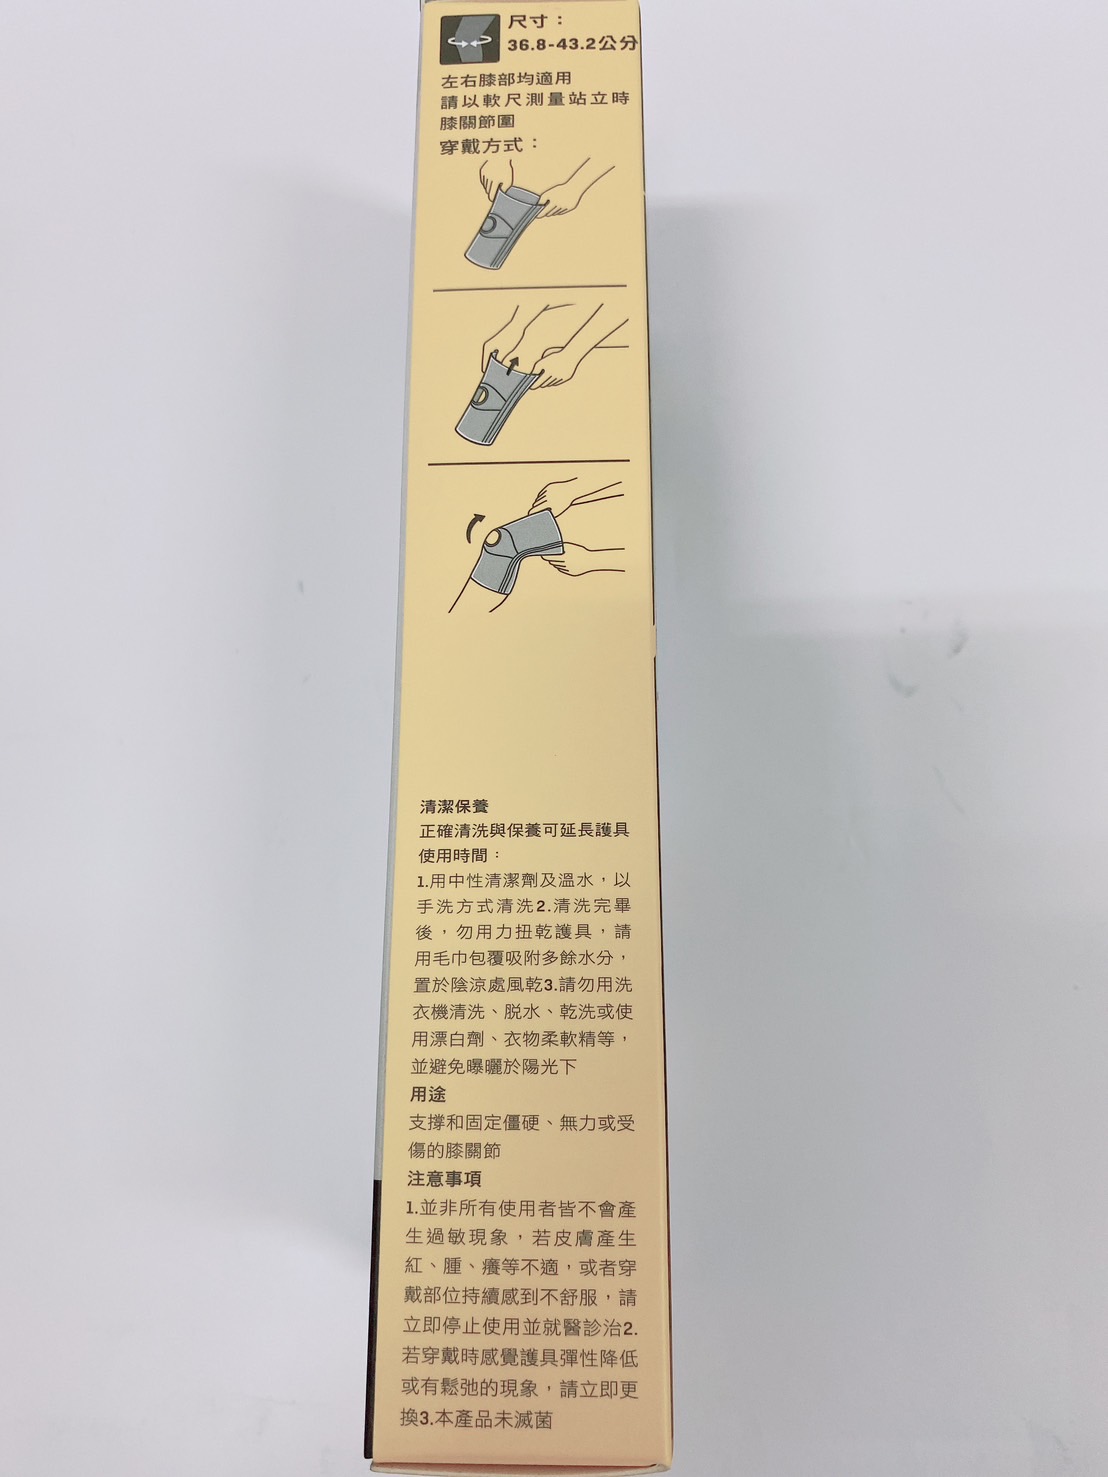 尺寸：
36.8-43.2公分
左右膝部均適用
請以軟尺測量站立時
膝關節圍
穿戴方式：
清潔保養
正確清洗與保養可延長護具
使用時間：
1.用中性清潔劑及溫水，以
手洗方式清洗2.清洗完畢
後，勿用力扭乾護具，請
用毛巾包覆吸附多餘水分，
置於陰涼處風乾3.請勿用洗
衣機清洗、脫水、乾洗或使
用漂白劑、衣物柔軟精等，
並避免曝曬於陽光下
用途
支撐和固定僵硬、無力或受
傷的膝關節
注意事項
1.並非所有使用者皆不會產
生過敏現象，若皮膚產生
紅、腫、癢等不適，或者穿
戴部位持續感到不舒服，請
立即停止使用並就醫診治2.
若穿戴時感覺護具彈性降低
或有鬆弛的現象，請立即更
換3.本產品未滅菌